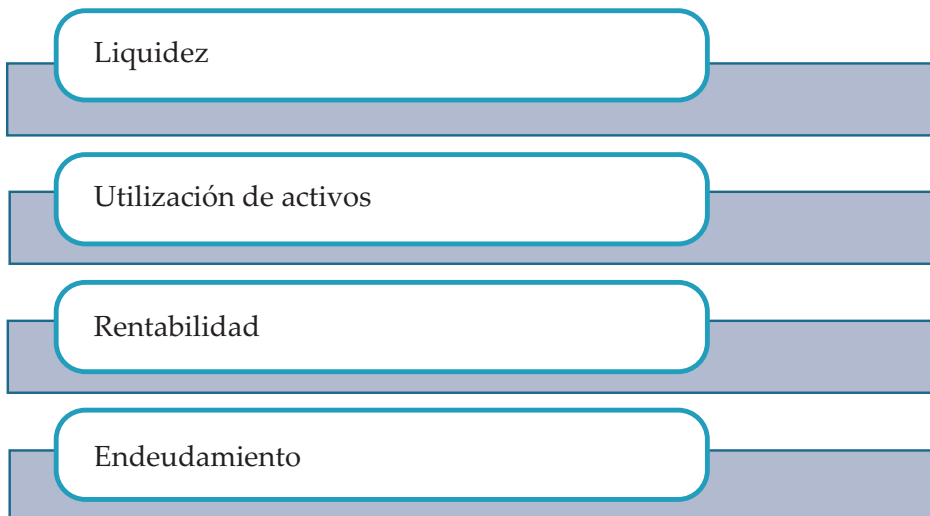 Liquidez
Utilización de activos
Rentabilidad
Endeudamiento